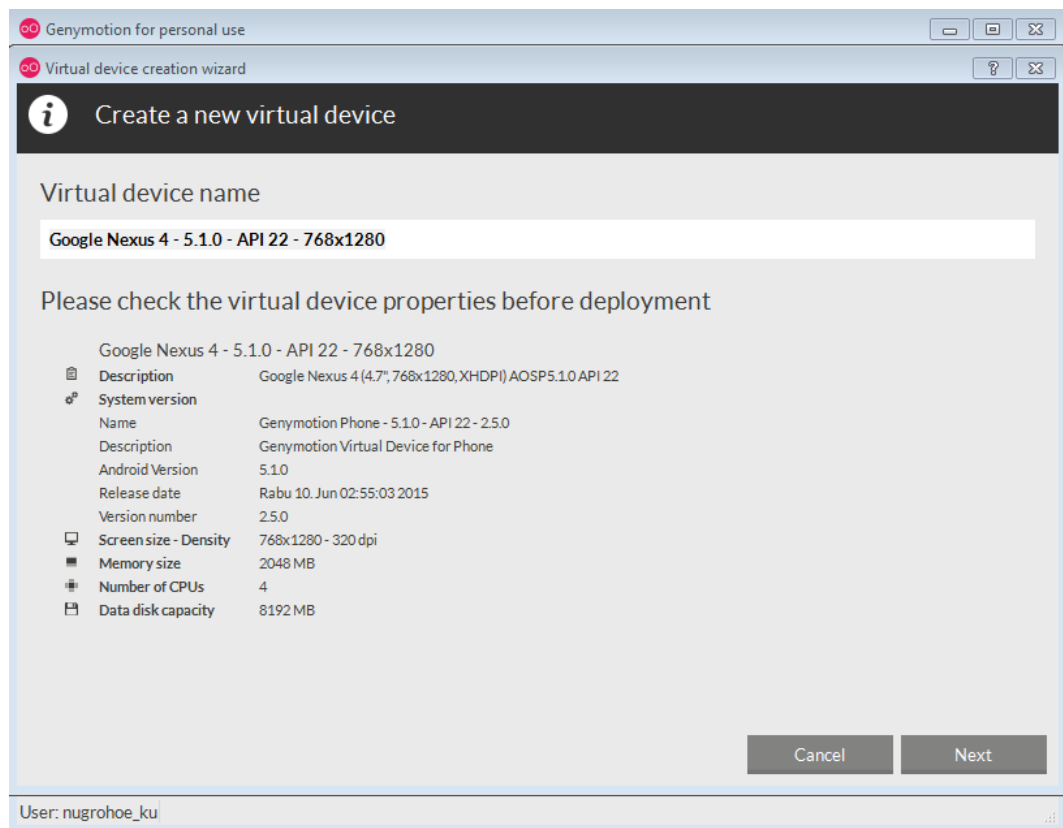 Genymotion for personal use
Virtual device creation wizard
Create a new virtual device
Virtual device name
Google Nexus 4 - 5.1.0 - API 22 - 768x1280
Please check the virtual device properties before deployment
Google Nexus 4 - 5.1.0 - API 22 - 768x1280
Description Google Nexus 4 (4.7", 768x1280, XHDPI) AOSP 5.1.0 API 22
System version
Name Genymotion Phone - 5.1.0 - API 22 - 2.5.0
Description Genymotion Virtual Device for Phone
Android Version 5.1.0
Release date Rabu 10. Jun 02:55:03 2015
Version number 2.5.0
Screen size - Density 768x1280 - 320 dpi
Memory size 2048 MB
Number of CPUs 4
Data disk capacity 8192 MB
Cancel Next
User: nugrohoe_ku